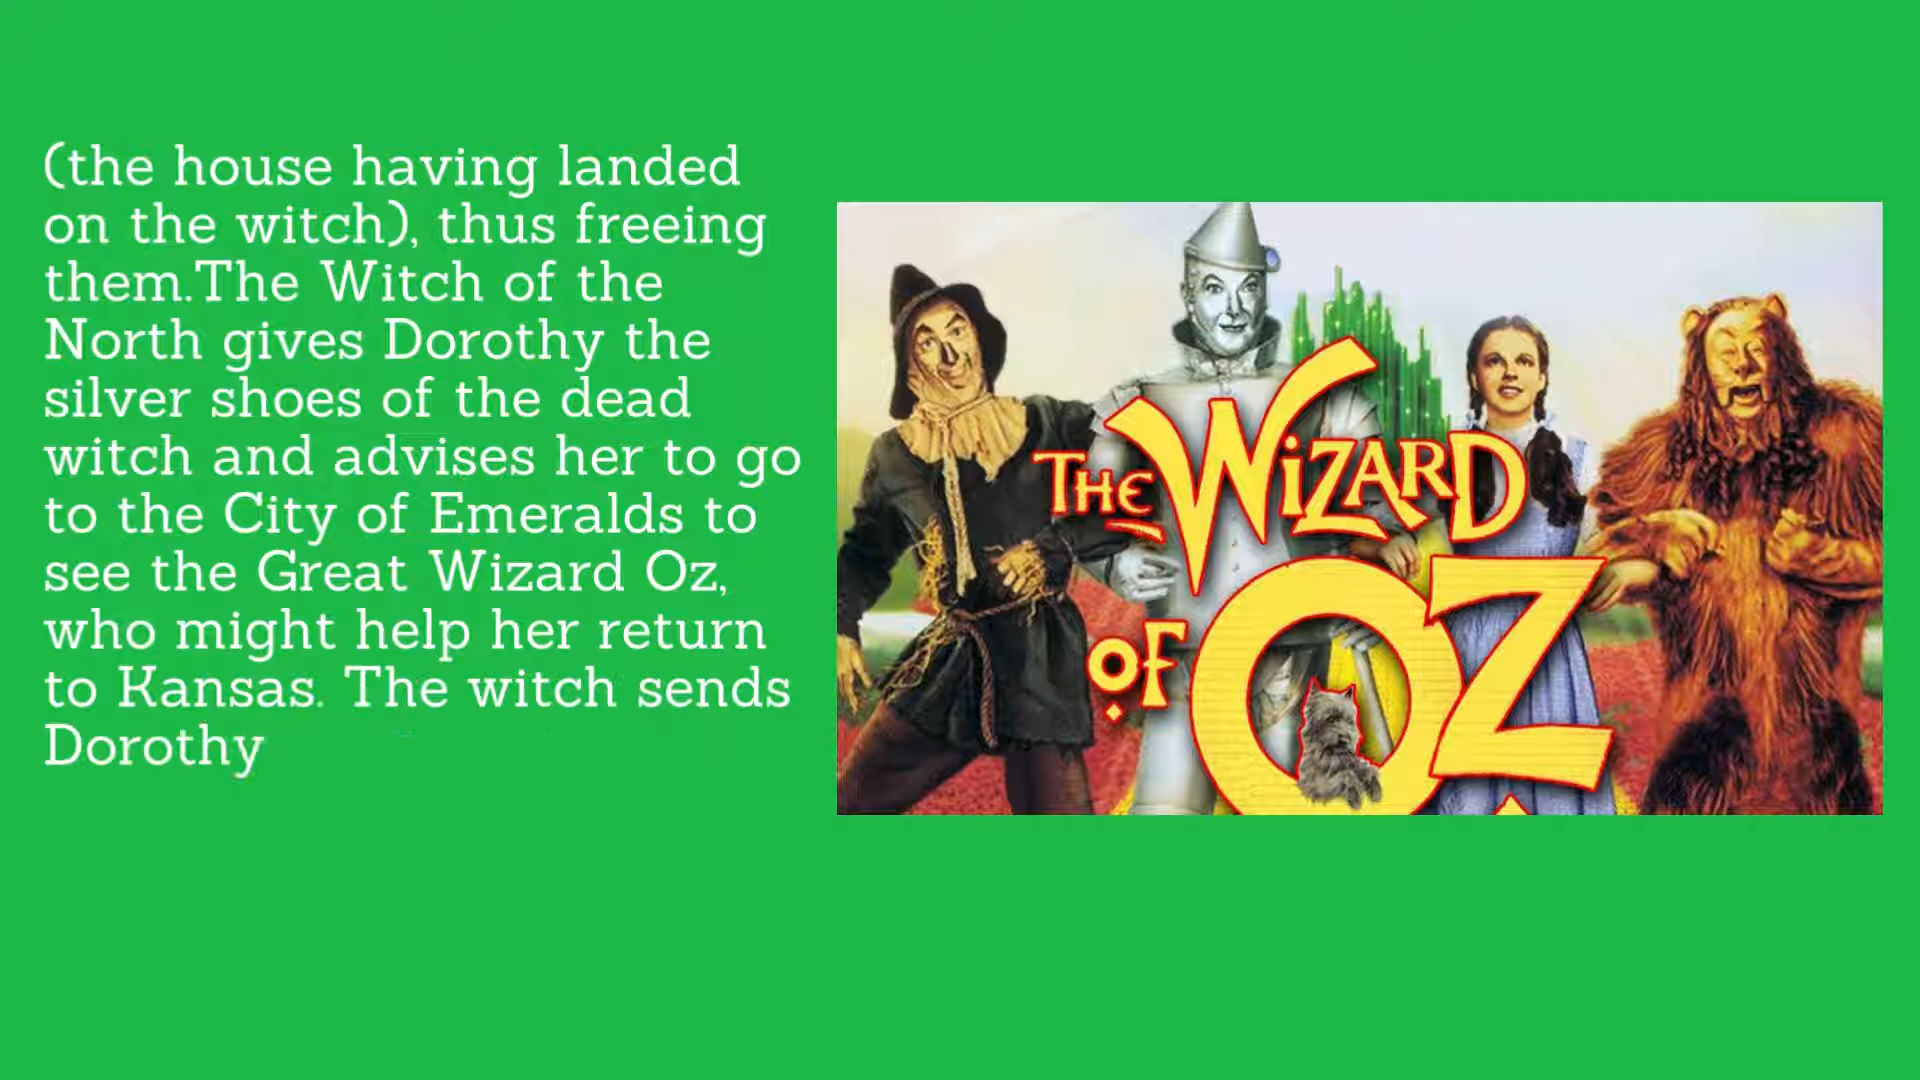 (the house having landed
on the witch), thus freeing
them.The Witch of the
North gives Dorothy the
silver shoes of the dead
witch and advises her to go
to the City of Emeralds to
see the Great Wizard Oz,
who might help her return
to Kansas. The witch sends
Dorothy
THE WiZARD
OF OZ